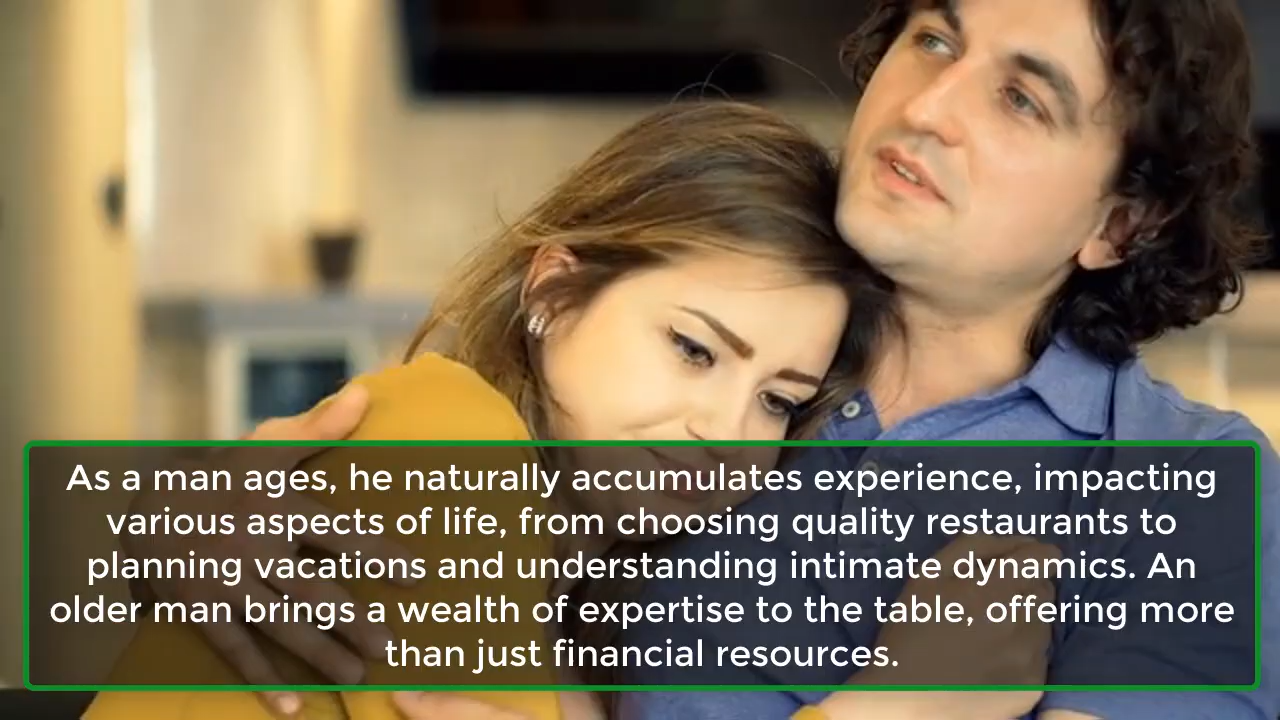 As a man ages, he naturally accumulates experience, impacting
various aspects of life, from choosing quality restaurants to
planning vacations and understanding intimate dynamics. An
older man brings a wealth of expertise to the table, offering more
than just financial resources.